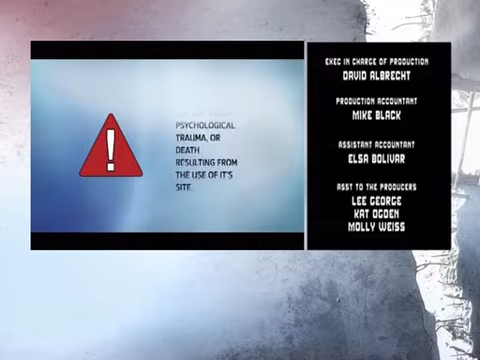 PSYCHOLOGICAL
TRAUMA, OR
DEATH
RESULTING FROM
THE USE OF IT'S
SITE.
EXEC IN CHARGE OF PRODUCTION
DAVID ALBRECHT
PRODUCTION ACCOUNTANT
MIKE BLACK
ASSISTANT ACCOUNTANT
ELSA BOLIVAR
ASST TO THE PRODUCERS
LEE GEORGE
KAT OGDEN
MOLLY WEISS